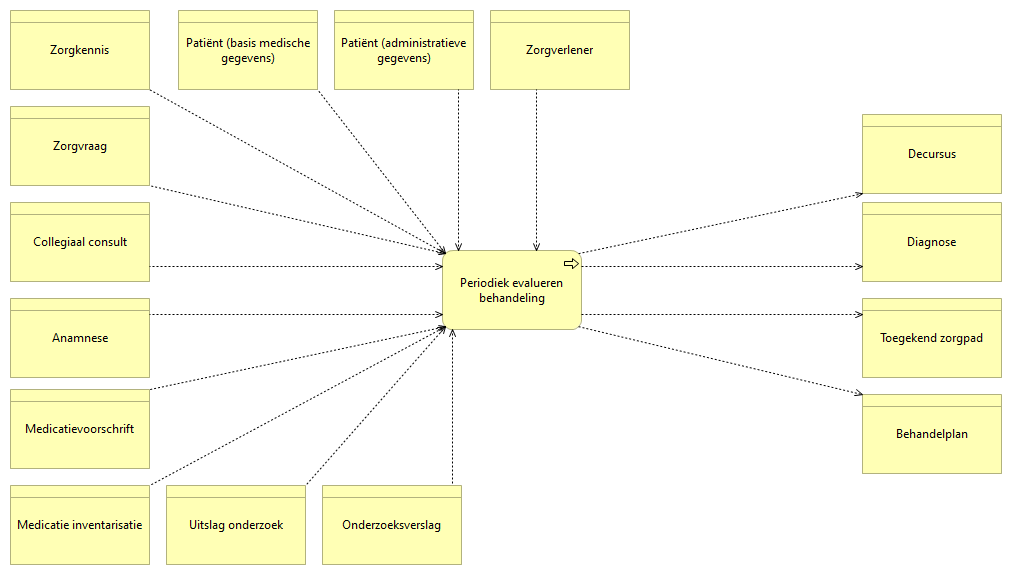 Zorgkennis
Patiënt (basis medische
gegevens)
Patiënt (administratieve
gegevens)
Zorgverlener
Zorgvraag
Decursus
Collegiaal consult
Diagnose
Periodiek evalueren
behandeling
Anamnese
Toegekend zorgpad
Medicatievoorschrift
Behandelplan
Medicatie inventarisatie
Uitslag onderzoek
Onderzoeksverslag